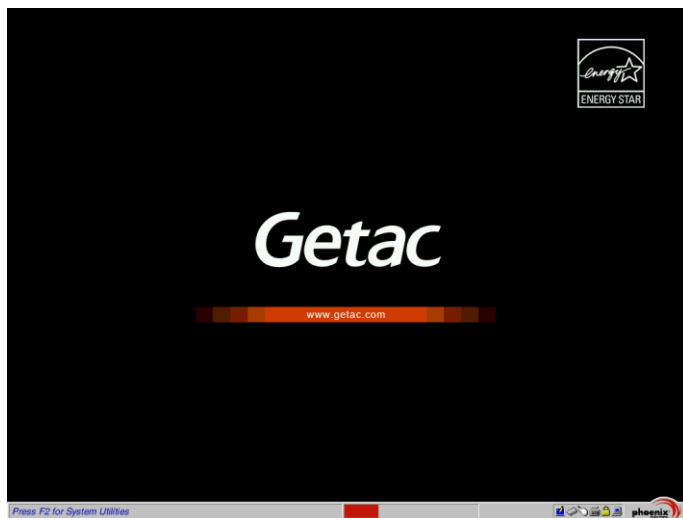 energy
ENERGY STAR
Getac
www.getac.com
Press F2 for System Utilities
phoenix